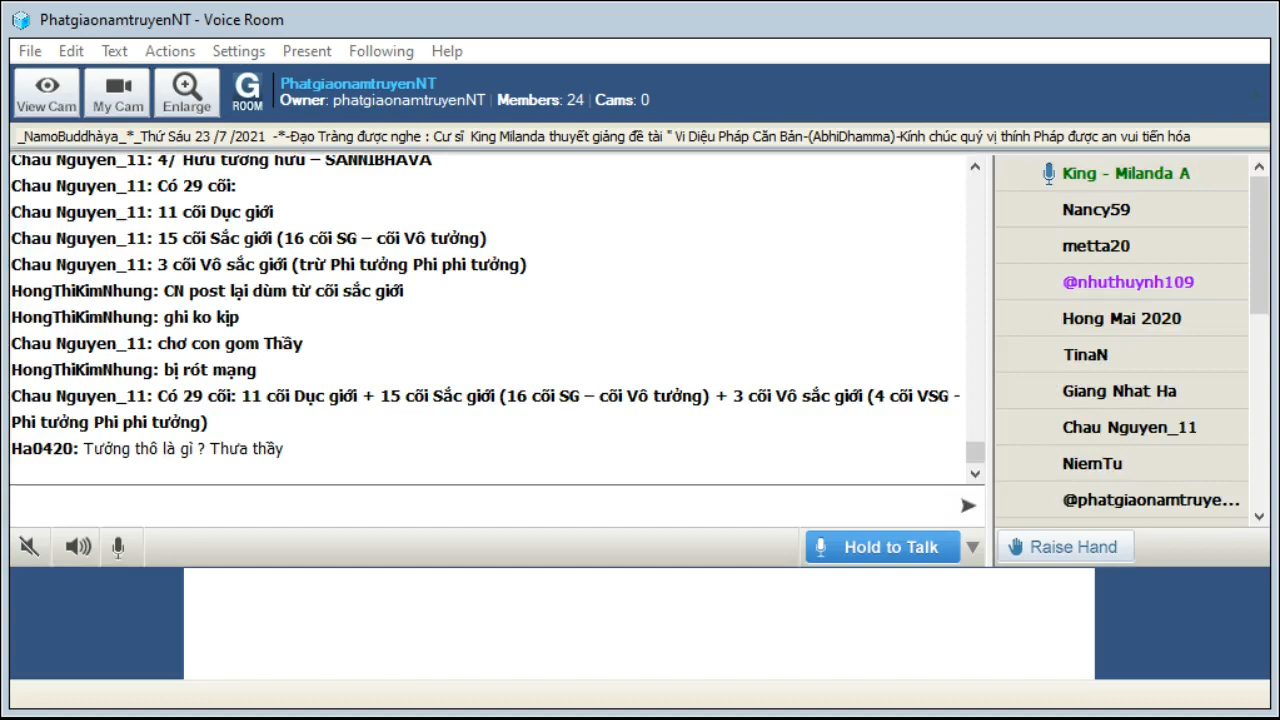 PhatgiaonamtruyenNT - Voice Room
File Edit Text Actions Settings Present Following Help
View Cam My Cam Enlarge G ROOM
PhatgiaonamtruyenNT
Owner: phatgiaonamtruyenNT | Members: 24 | Cams: 0
_NamoBuddhàya_*_Thứ Sáu 23 /7 /2021 -*-Đạo Tràng được nghe : Cư sĩ King Milanda thuyết giảng đề tài " Vi Diệu Pháp Căn Bản-(AbhiDhamma)-Kính chúc quý vị thính Pháp được an vui tiến hóa
Chau Nguyen_11: 4/ Hữu tưởng hữu – SAÑÑĪBHAVA
Chau Nguyen_11: Có 29 cõi:
Chau Nguyen_11: 11 cõi Dục giới
Chau Nguyen_11: 15 cõi Sắc giới (16 cõi SG – cõi Vô tưởng)
Chau Nguyen_11: 3 cõi Vô sắc giới (trừ Phi tưởng Phi phi tưởng)
HongThiKimNhung: CN post lại dùm từ cõi sắc giới
HongThiKimNhung: ghi ko kịp
Chau Nguyen_11: chơ con gom Thầy
HongThiKimNhung: bị rót mạng
Chau Nguyen_11: Có 29 cõi: 11 cõi Dục giới + 15 cõi Sắc giới (16 cõi SG – cõi Vô tưởng) + 3 cõi Vô sắc giới (4 cõi VSG -
Phi tưởng Phi phi tưởng)
Ha0420: Tưởng thô là gì ? Thưa thầy
King - Milanda A
Nancy59
metta20
@nhuthuynh109
Hong Mai 2020
TinaN
Giang Nhat Ha
Chau Nguyen_11
NiemTu
@phatgiaonamtruye...
Hold to Talk
Raise Hand